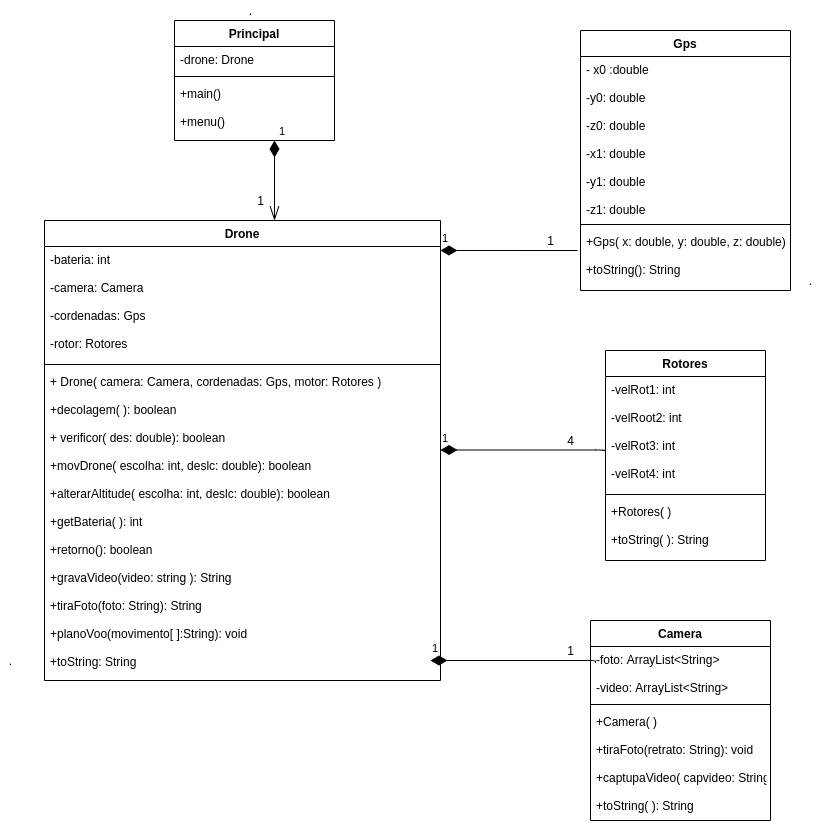 Principal
-drone: Drone
+main()
+menu()
1
1
Drone
-bateria: int
-camera: Camera
-cordenadas: Gps
-rotor: Rotores
+ Drone( camera: Camera, cordenadas: Gps, motor: Rotores )
+decolagem( ): boolean
+ verificor( des: double): boolean
+movDrone( escolha: int, deslc: double): boolean
+alterarAltitude( escolha: int, deslc: double): boolean
+getBateria( ): int
+retorno(): boolean
+gravaVideo(video: string ): String
+tiraFoto(foto: String): String
+planoVoo(movimento[ ]:String): void
+toString: String
1
1
1
4
1
1
Gps
- x0 :double
-y0: double
-z0: double
-x1: double
-y1: double
-z1: double
+Gps( x: double, y: double, z: double)
+toString(): String
Rotores
-velRot1: int
-velRoot2: int
-velRot3: int
-velRot4: int
+Rotores( )
+toString( ): String
Camera
-foto: ArrayList<String>
-video: ArrayList<String>
+Camera( )
+tiraFoto(retrato: String): void
+captupaVideo( capvideo: String
+toString( ): String